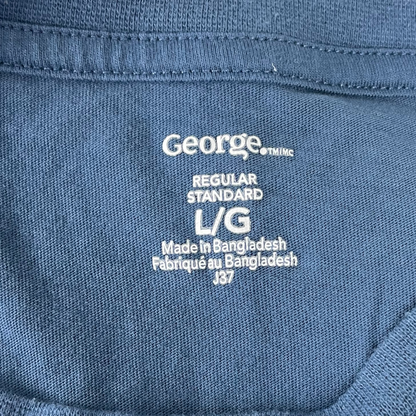 George.TM/MC
REGULAR
STANDARD
L/G
Made In Bangladesh
Fabriqué au Bangladesh
J37